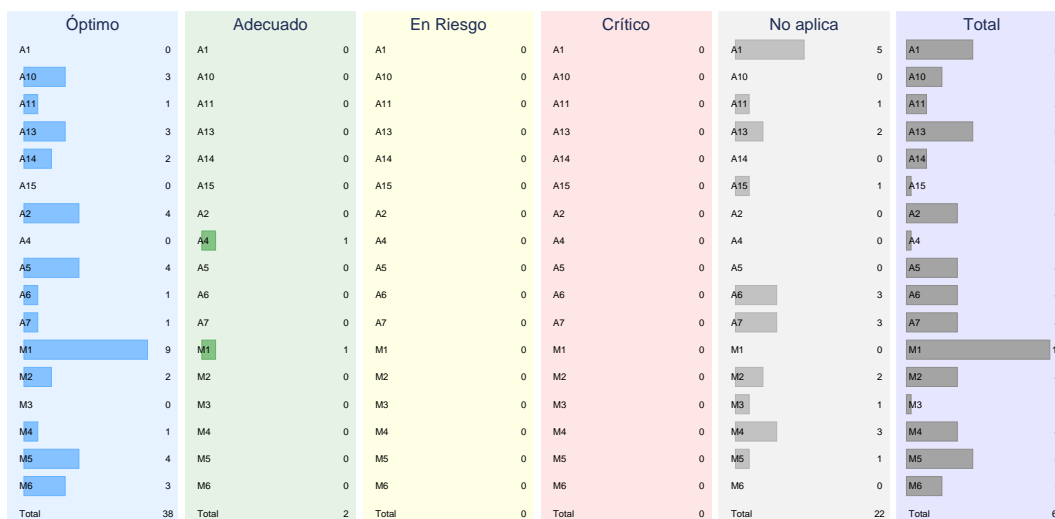 Óptimo Adecuado En Riesgo Crítico No aplica Total
A1 0 A1 0 A1 0 A1 0 A1 5 A1
A10 3 A10 0 A10 0 A10 0 A10 0 A10
A11 1 A11 0 A11 0 A11 0 A11 1 A11
A13 3 A13 0 A13 0 A13 0 A13 2 A13
A14 2 A14 0 A14 0 A14 0 A14 0 A14
A15 0 A15 0 A15 0 A15 0 A15 1 A15
A2 4 A2 0 A2 0 A2 0 A2 0 A2
A4 0 A4 1 A4 0 A4 0 A4 0 A4
A5 4 A5 0 A5 0 A5 0 A5 0 A5
A6 1 A6 0 A6 0 A6 0 A6 3 A6
A7 1 A7 0 A7 0 A7 0 A7 3 A7
M1 9 M1 1 M1 0 M1 0 M1 0 M1 1
M2 2 M2 0 M2 0 M2 0 M2 2 M2
M3 0 M3 0 M3 0 M3 0 M3 1 M3
M4 1 M4 0 M4 0 M4 0 M4 3 M4
M5 4 M5 0 M5 0 M5 0 M5 1 M5
M6 3 M6 0 M6 0 M6 0 M6 0 M6
Total 38 Total 2 Total 0 Total 0 Total 22 Total 6